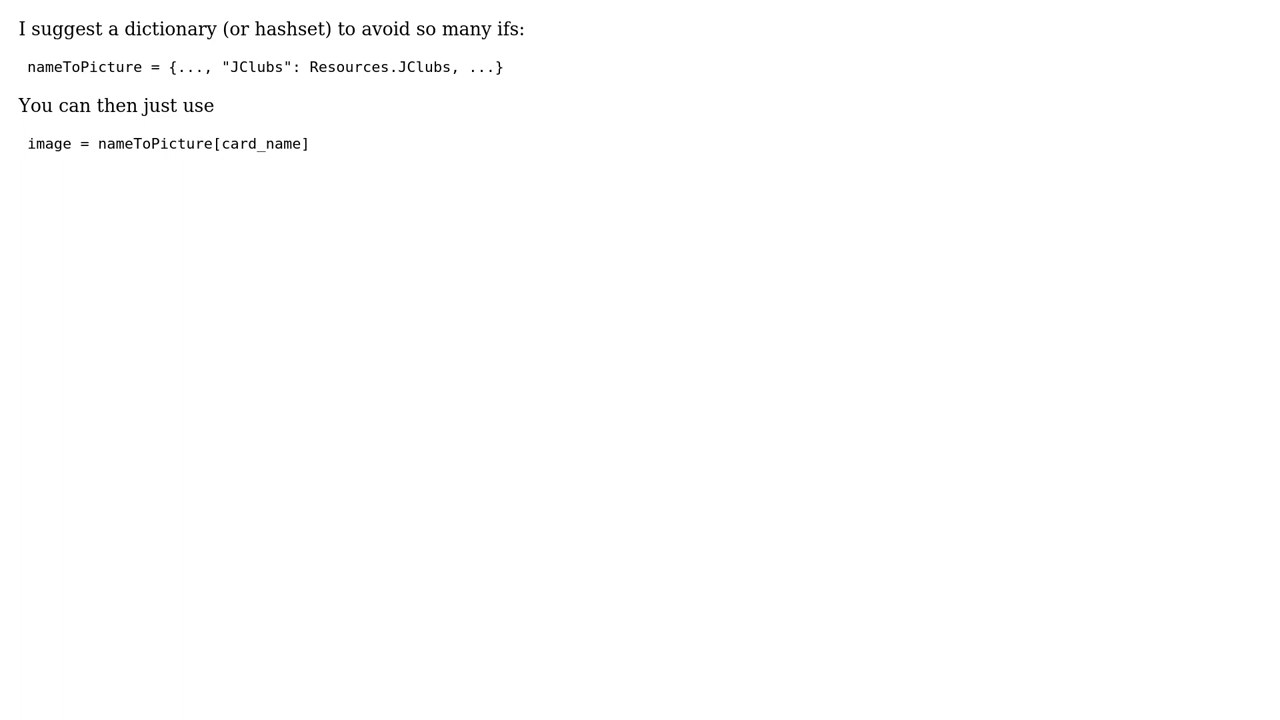 I suggest a dictionary (or hashset) to avoid so many ifs:
nameToPicture = {..., "JClubs": Resources.JClubs, ...}
You can then just use
image = nameToPicture[card_name]